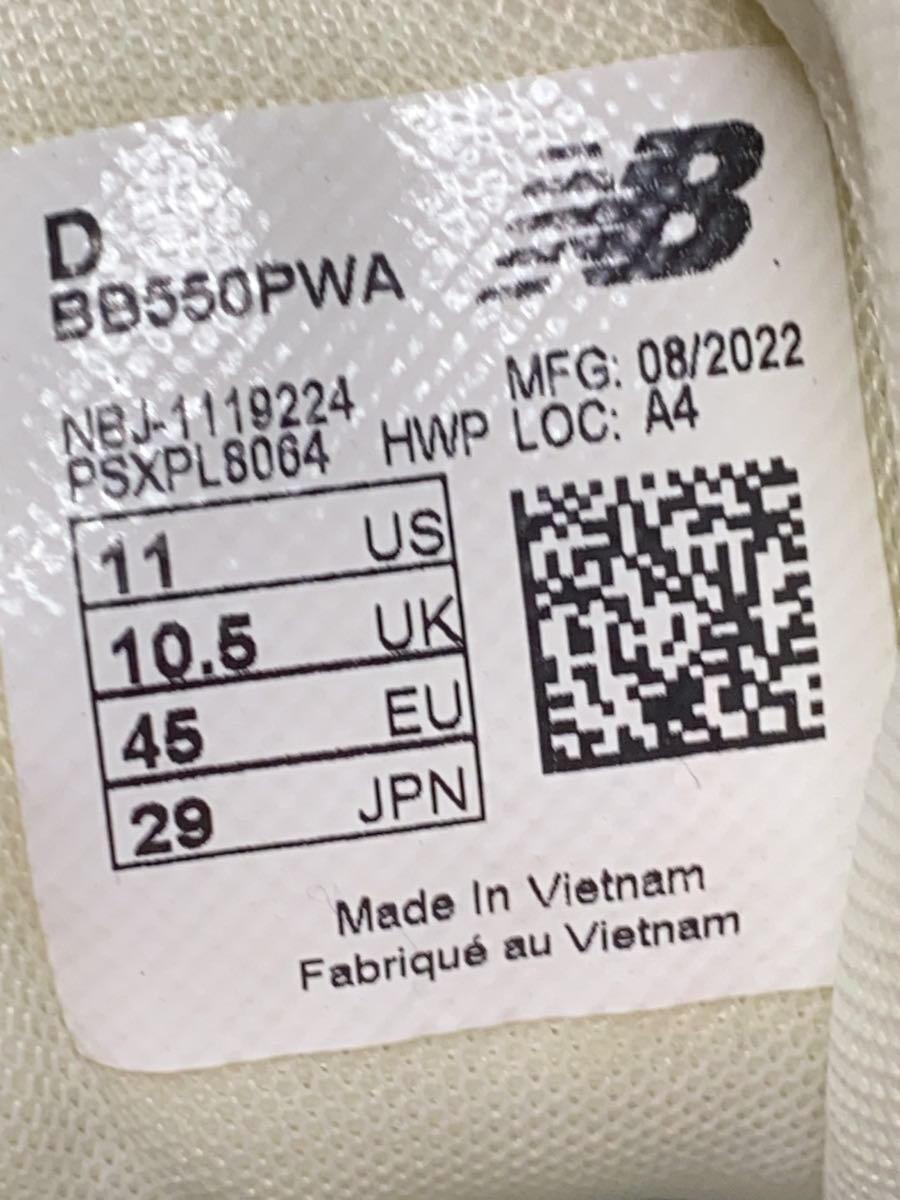 NB
D
BB550PWA
MFG: 08/2022
NBJ-1119224
PSXPL8064 HWP LOC: A4
11 US
10.5 UK
45 EU
29 JPN
Made In Vietnam
Fabriqué au Vietnam